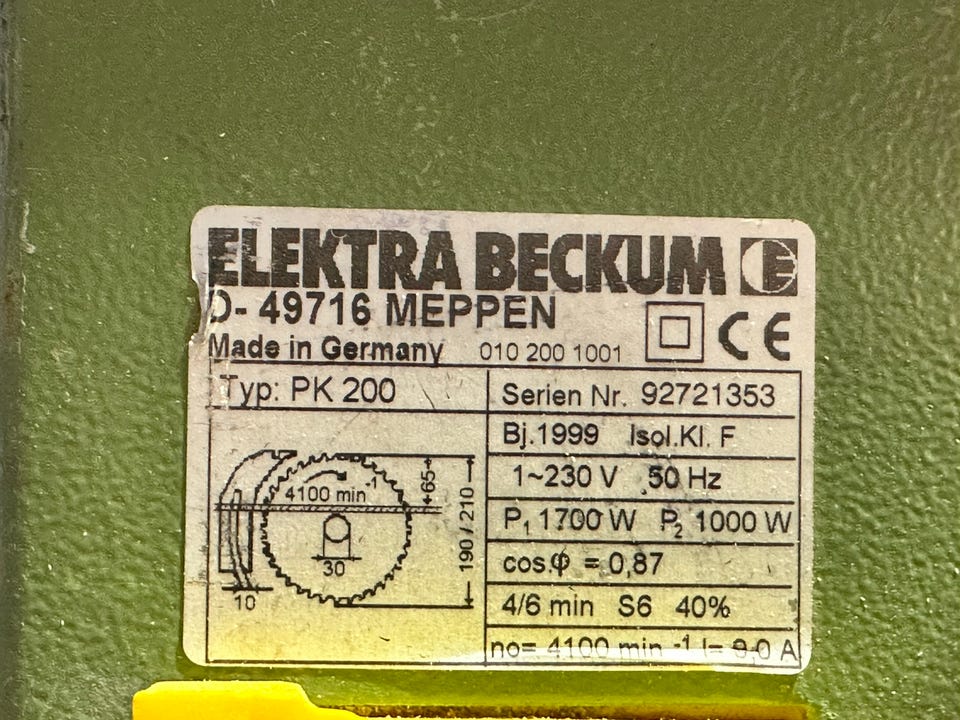 ELEKTRA BECKUM E
D- 49716 MEPPEN
Made in Germany 010 200 1001 CE
Typ: PK 200
Serien Nr. 92721353
Bj.1999 Isol.Kl. F
1~230 V 50 Hz
P1 1700 W P2 1000 W
cos.φ = 0,87
4/6 min S6 40%
no= 4100 min -1 I= 9,0 A
4100 min -1
65
190 / 210
30
10